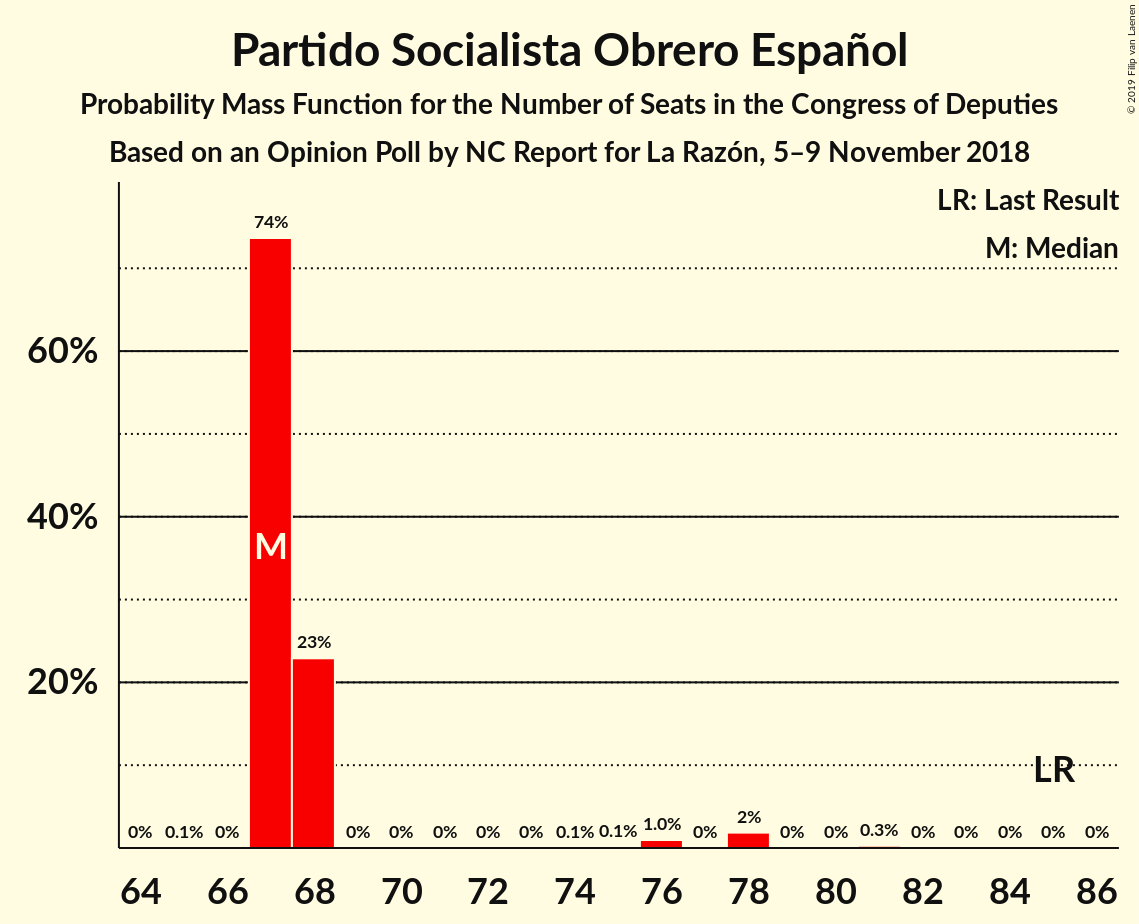 Partido Socialista Obrero Español
Probability Mass Function for the Number of Seats in the Congress of Deputies
Based on an Opinion Poll by NC Report for La Razón, 5–9 November 2018
© 2019 Filip van Laenen
LR: Last Result
M: Median
60%
40%
20%
74%
M
23%
0% 0.1% 0% 0% 0% 0% 0% 0% 0.1% 0.1% 1.0% 0% 2% 0% 0% 0.3% 0% 0% 0% 0% 0%
LR
64 66 68 70 72 74 76 78 80 82 84 86